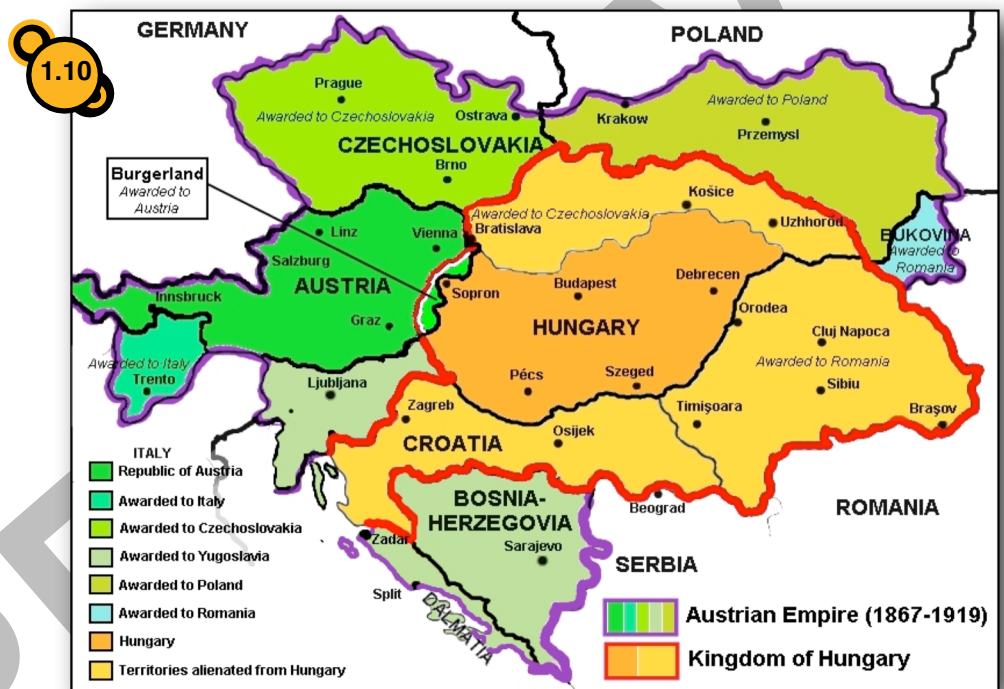 1.10
GERMANY
POLAND
Prague
Awarded to Czechoslovakia
Ostrava
CZECHOSLOVAKIA
Brno
Awarded to Poland
Krakow
Przemysl
Burgerland
Awarded to
Austria
Awarded to Czechoslovakia
Bratislava
Košice
Uzhhorod
BUKOVINA
Awarded to
Romania
Linz
Vienna
Salzburg
AUSTRIA
Innsbruck
Graz
Sopron
Budapest
Debrecen
HUNGARY
Pécs
Szeged
Orodea
Cluj Napoca
Awarded to Romania
Sibiu
Timişoara
Braşov
Awarded to Italy
Trento
Ljubljana
Zagreb
CROATIA
Osijek
BOSNIA-
HERZEGOVIA
Sarajevo
Beograd
ROMANIA
SERBIA
Zadar
Split
DALMATIA
ITALY
Republic of Austria
Awarded to Italy
Awarded to Czechoslovakia
Awarded to Yugoslavia
Awarded to Poland
Awarded to Romania
Hungary
Territories alienated from Hungary
Austrian Empire (1867-1919)
Kingdom of Hungary